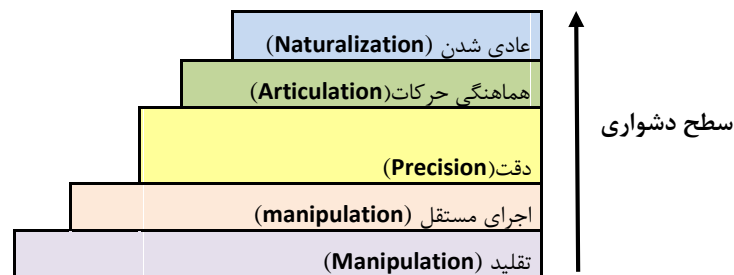 عادی شدن (Naturalization)
هماهنگی حرکات(Articulation)
سطح دشواری
دقت(Precision)
اجرای مستقل (manipulation)
تقلید (Manipulation)